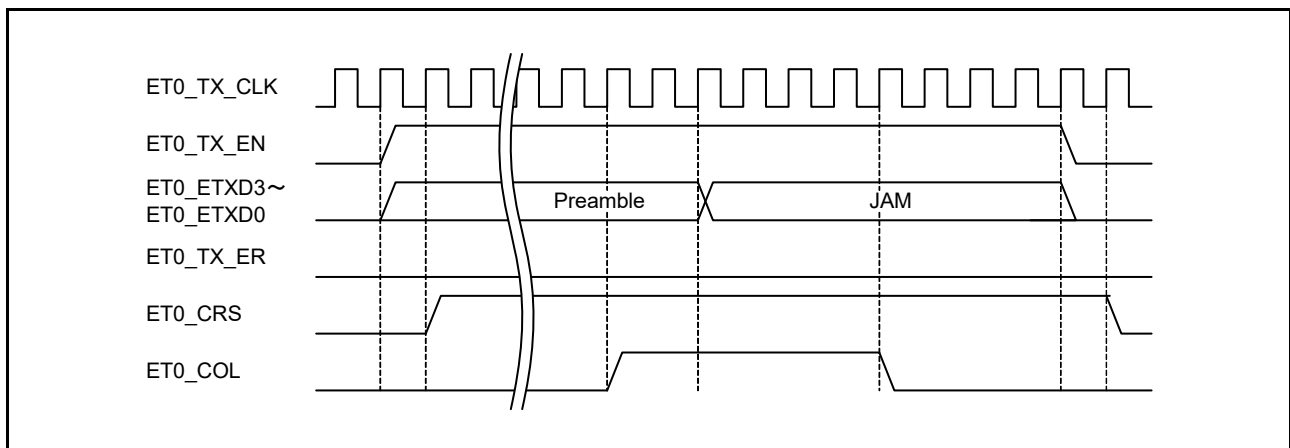 ET0_TX_CLK
ET0_TX_EN
ET0_ETXD3～
ET0_ETXD0
Preamble
JAM
ET0_TX_ER
ET0_CRS
ET0_COL